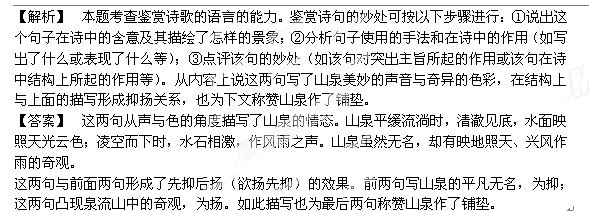 【解析】 本题考查鉴赏诗歌的语言的能力。鉴赏诗句的妙处可按以下步骤进行：①说出这
个句子在诗中的含意及其描绘了怎样的景象；②分析句子使用的手法和在诗中的作用（如写
出了什么或表现了什么等）；③点评该句的妙处（如该句对突出主旨所起的作用或该句在诗
中结构上所起的作用等）。从内容上说这两句写了山泉美妙的声音与奇异的色彩，在结构上
与上面的描写形成抑扬关系，也为下文称赞山泉作了铺垫。
【答案】 这两句从声与色的角度描写了山泉的情态。山泉平缓流淌时，清澈见底，水面映
照天光云色；凌空而下时，水石相激，作风雨之声。山泉虽然无名，却有映地照天、兴风作
雨的奇观。
这两句与前面两句形成了先抑后扬（欲扬先抑）的效果。前两句写山泉的平凡无名，为抑；
这两句凸现泉流山中的奇观，为扬。如此描写也为最后两句称赞山泉作了铺垫。